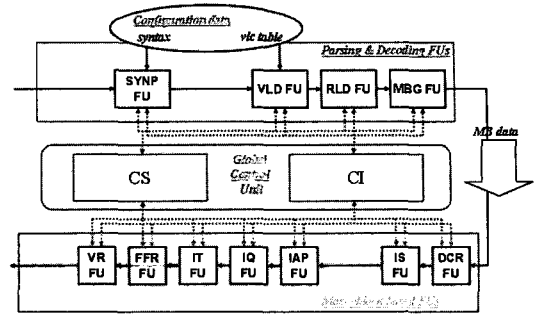 Configuration data
syntax
vlc table
Parsing & Decoding FUs
SYNP
FU
VLD FU
RLD FU
MBG FU
MB data
Global
Control
Unit
CS
CI
VR
FU
FFR
FU
IT
FU
IQ
FU
IAP
FU
IS
FU
DCR
FU
FUs